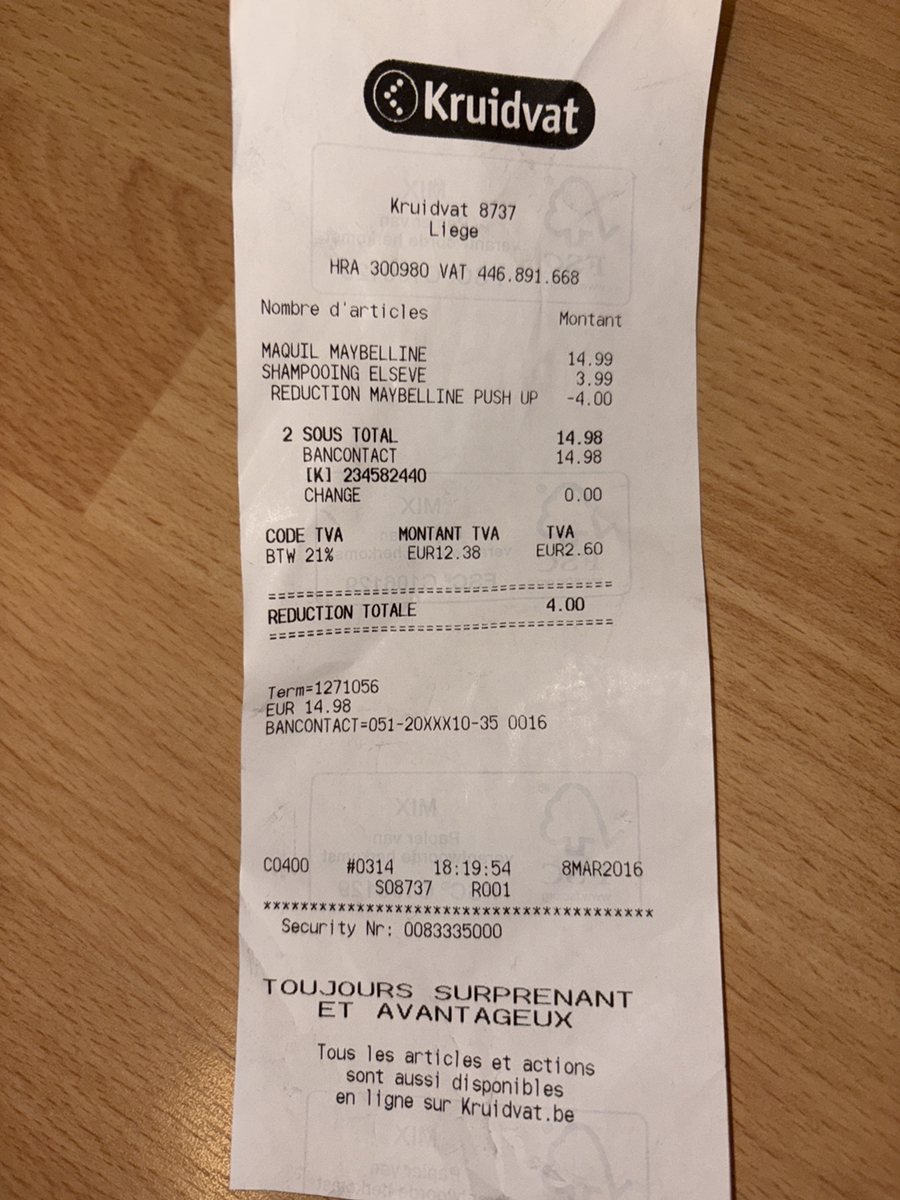 Kruidvat
Kruidvat 8737
Liege
HRA 300980 VAT 446.891.668
Nombre d'articles Montant
MAQUIL MAYBELLINE 14.99
SHAMPOOING ELSEVE 3.99
REDUCTION MAYBELLINE PUSH UP -4.00
2 SOUS TOTAL 14.98
BANCONTACT 14.98
[K] 234582440
CHANGE 0.00
CODE TVA MONTANT TVA TVA
BTW 21% EUR12.38 EUR2.60
========================================
REDUCTION TOTALE 4.00
========================================
Term=1271056
EUR 14.98
BANCONTACT=051-20XXX10-35 0016
C0400 #0314 18:19:54 8MAR2016
S08737 R001
****************************************
Security Nr: 0083335000
TOUJOURS SURPRENANT
ET AVANTAGEUX
Tous les articles et actions
sont aussi disponibles
en ligne sur Kruidvat.be